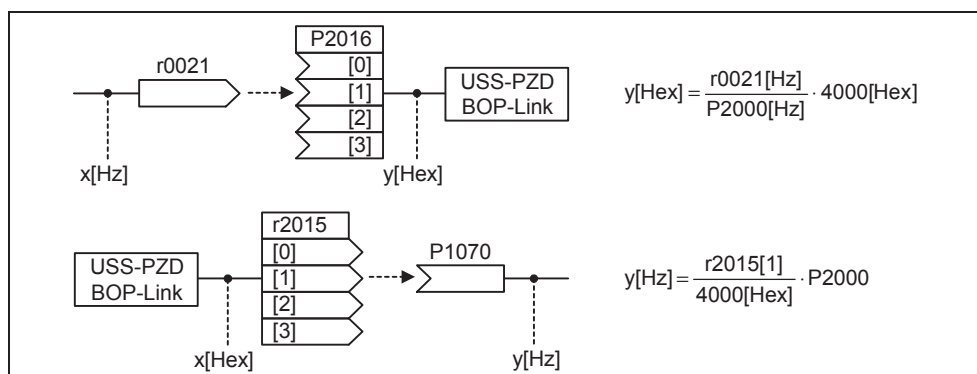 r0021
x[Hz]
P2016
[0]
[1]
[2]
[3]
y[Hex]
USS-PZD
BOP-Link
y[Hex] = r0021[Hz] / P2000[Hz] · 4000[Hex]
USS-PZD
BOP-Link
x[Hex]
r2015
[0]
[1]
[2]
[3]
P1070
y[Hz]
y[Hz] = r2015[1] / 4000[Hex] · P2000